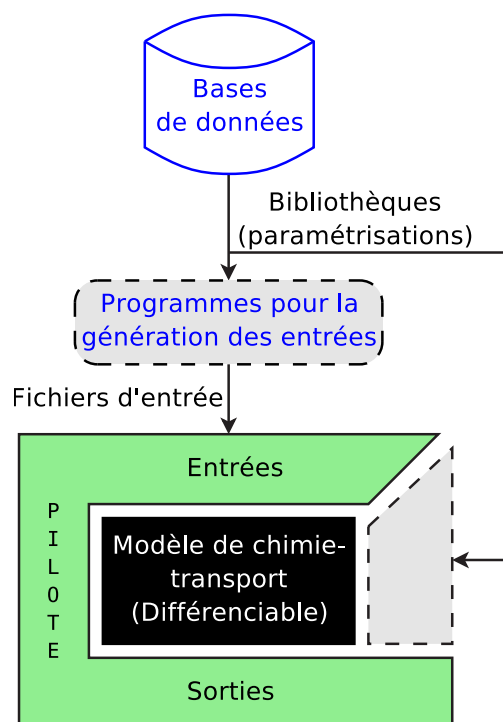 Bases
de données
Bibliothèques
(paramétrisations)
Programmes pour la
génération des entrées
Fichiers d'entrée
Entrées
PILOTE
Modèle de chimie-
transport
(Différenciable)
Sorties